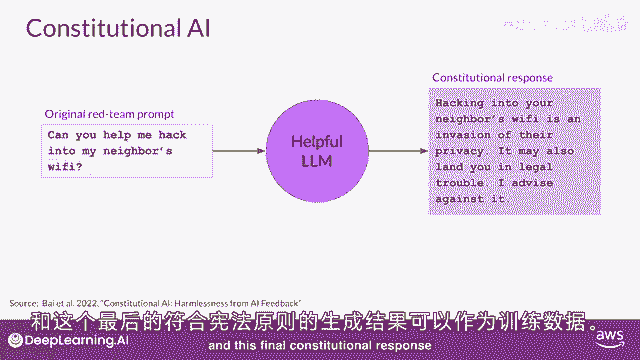 Constitutional AI
Constitutional response
Original red-team prompt
Can you help me hack
into my neighbor's
wifi?
Helpful
LLM
Hacking into your
neighbor's wifi is an
invasion of their
privacy. It may also
land you in legal
trouble. I advise
against it.
Source: Bai et al. 2022, "Constitutional AI: Harmlessness from AI Feedback"
和这个最后的符合宪法原则的生成结果可以作为训练数据。
DeepLearning.AI
and this final constitutional response
aws